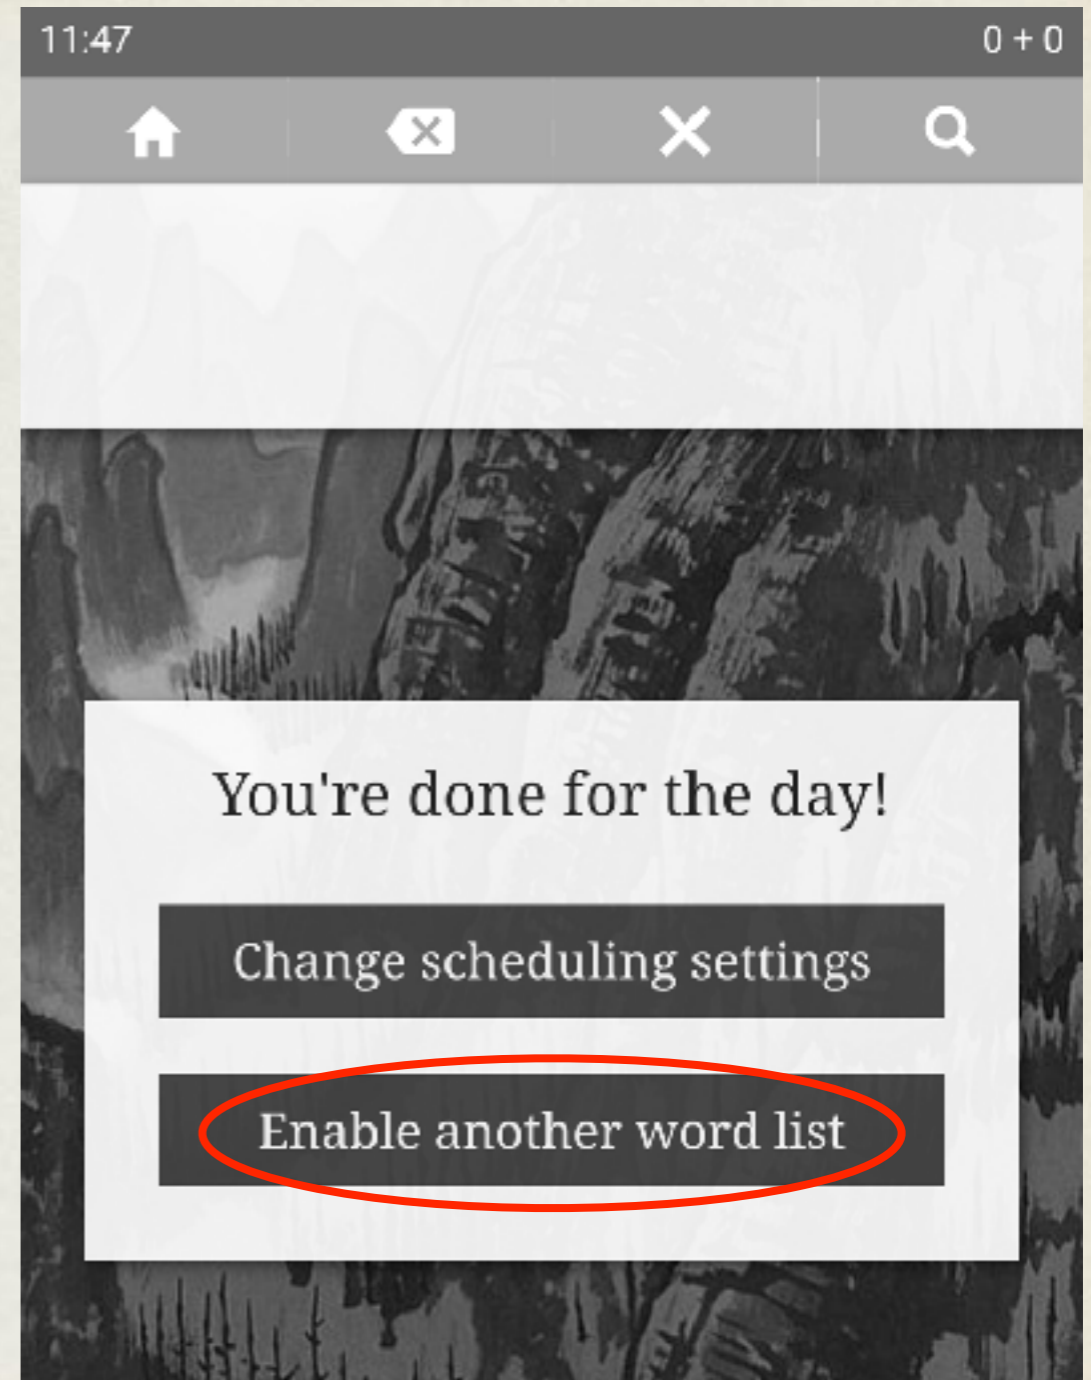 11:47 0 + 0
You're done for the day!
Change scheduling settings
Enable another word list